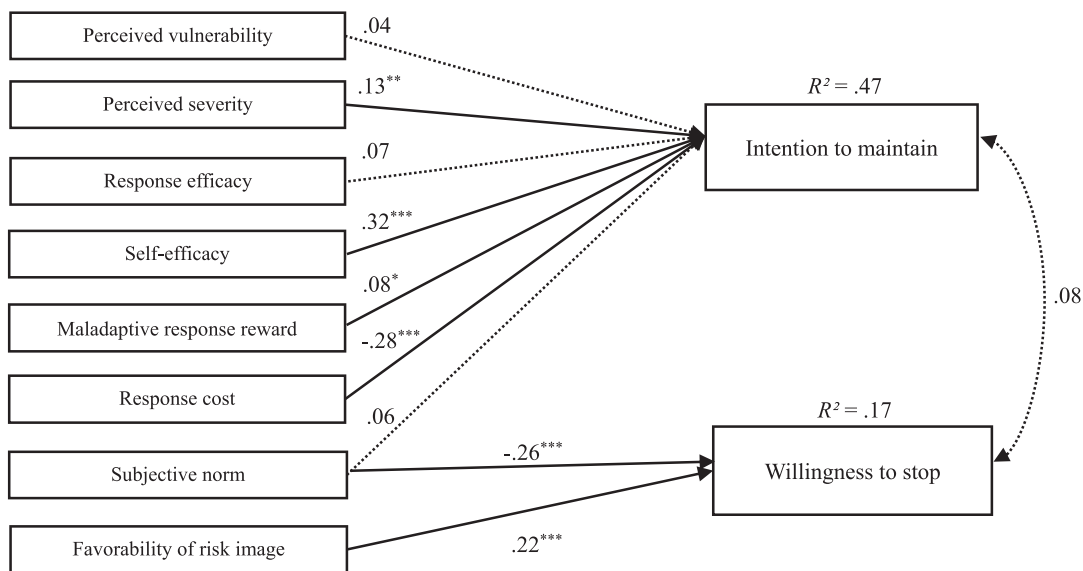 Perceived vulnerability
.04
Perceived severity
.13**
Response efficacy
.07
Self-efficacy
.32***
Maladaptive response reward
.08*
Response cost
-.28***
Subjective norm
.06
-.26***
Favorability of risk image
.22***
R² = .47
Intention to maintain
.08
R² = .17
Willingness to stop